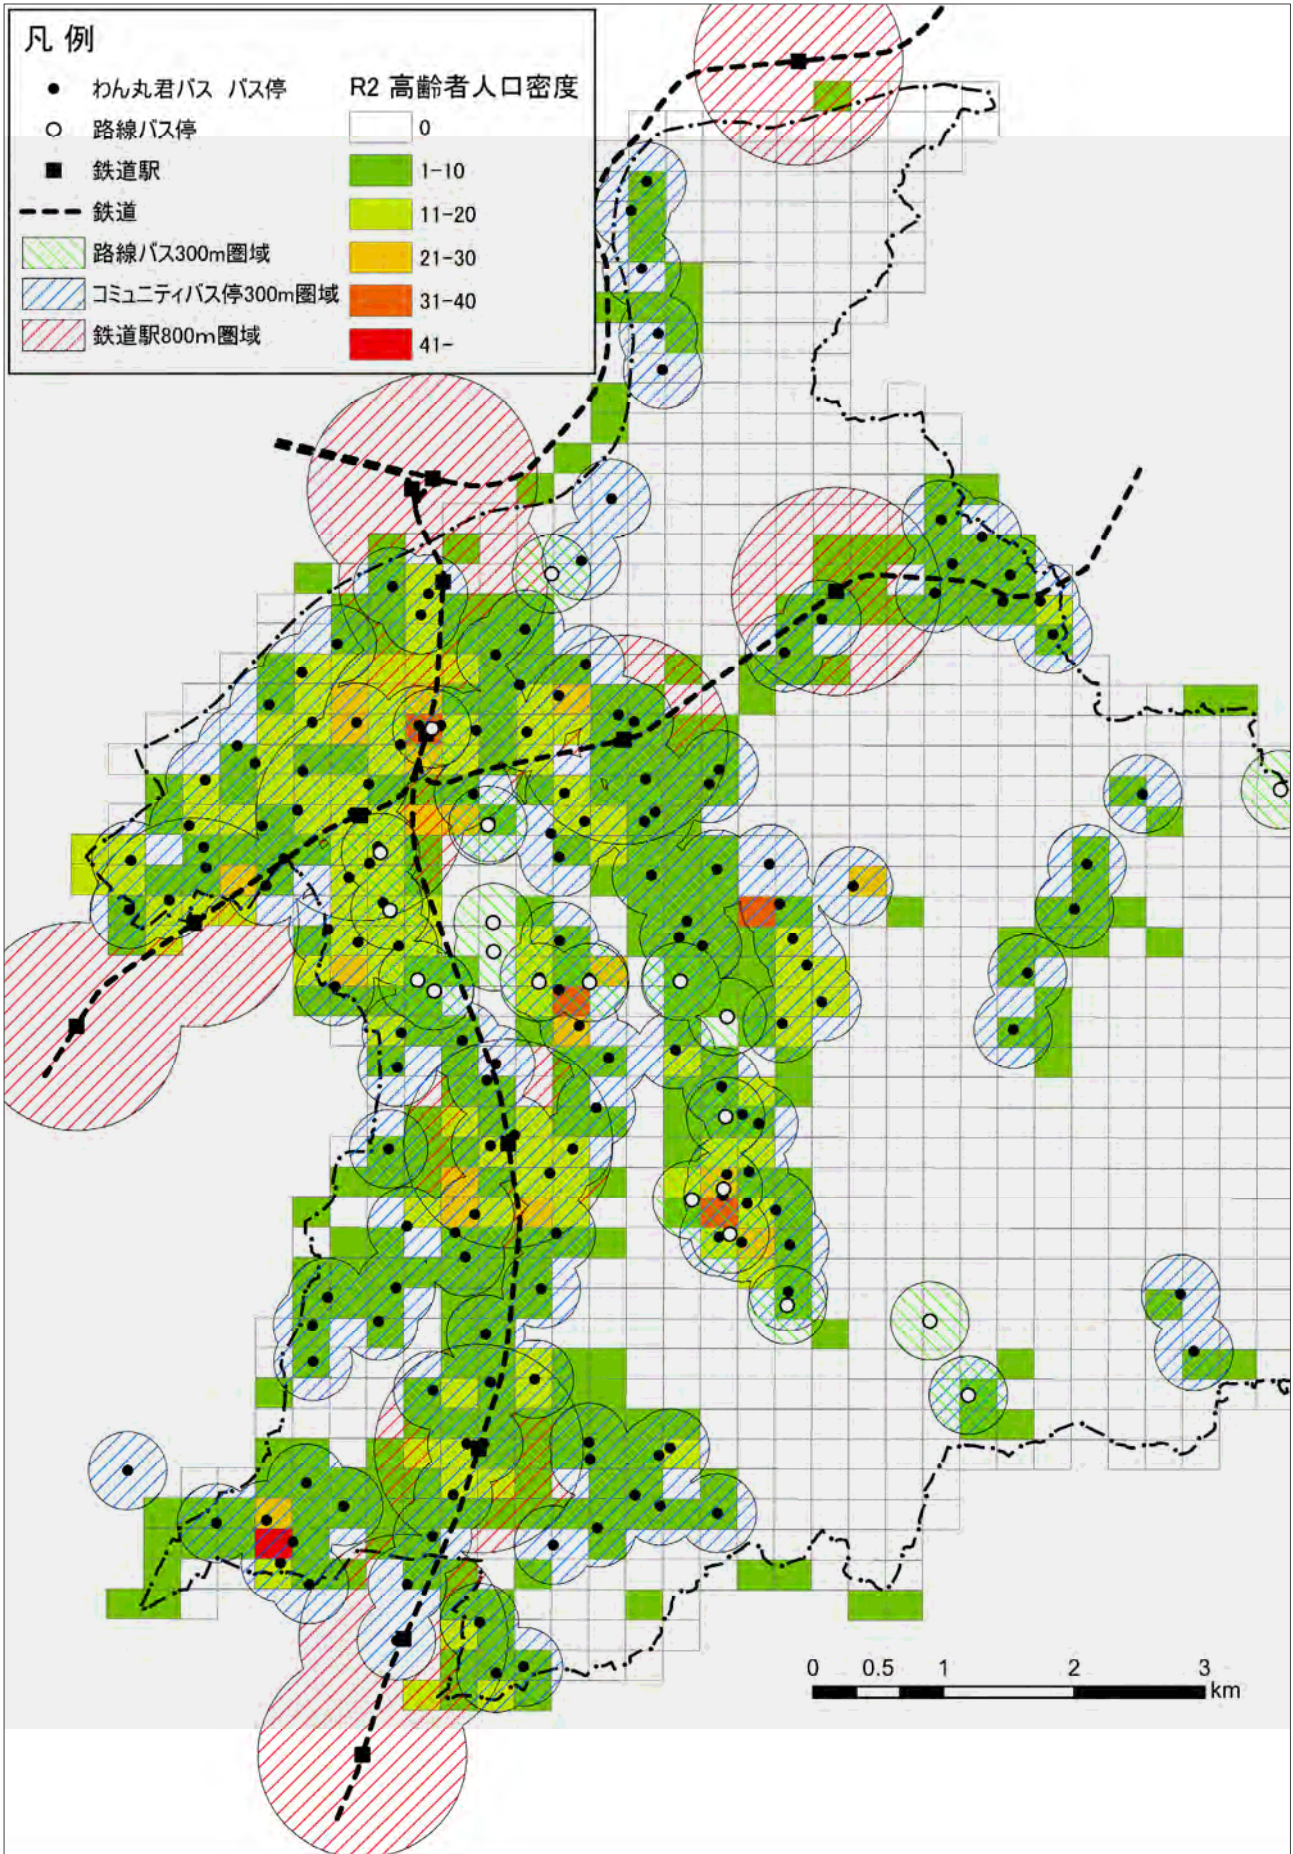 凡 例
わん丸君バス バス停
路線バス停
鉄道駅
鉄道
路線バス300m圏域
コミュニティバス停300m圏域
鉄道駅800m圏域
R2 高齢者人口密度
0
1-10
11-20
21-30
31-40
41-
0 0.5 1 2 3
km